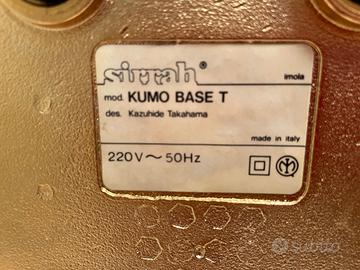 sirrah®
imola
mod. KUMO BASE T
des. Kazuhide Takahama
made in italy
220V ~ 50Hz
subito